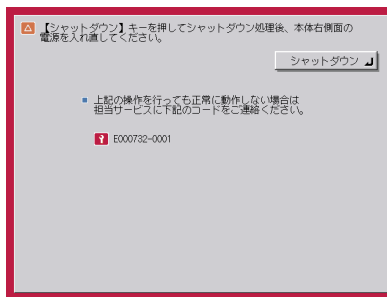 【シャットダウン】キーを押してシャットダウン処理後、本体右側面の
電源を入れ直してください。
シャットダウン
上記の操作を行っても正常に動作しない場合は
担当サービスに下記のコードをご連絡ください。
E000732-0001